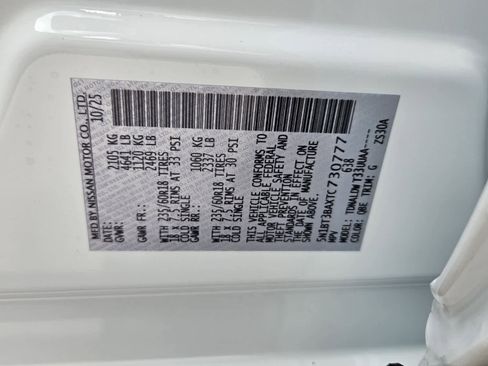 MFD BY NISSAN MOTOR CO., LTD.
10/25
GVWR: 2105 KG
4641 LB
GAWR FR: 1120 KG
2469 LB
235/60R18 TIRES
18 X 7.5 RIMS AT 33 PSI
COLD SINGLE
GAWR RR: 1060 KG
2337 LB
235/60R18 TIRES
18 X 7.5 RIMS AT 30 PSI
COLD SINGLE
THIS VEHICLE CONFORMS TO
ALL APPLICABLE FEDERAL
MOTOR VEHICLE SAFETY AND
THEFT PREVENTION
STANDARDS IN EFFECT ON
THE DATE OF MANUFACTURE
SHOWN ABOVE.
5N1BT3BAXTC730777
MPV 638
MODEL:
COLOR: QBE TRIM: G
ZS30A